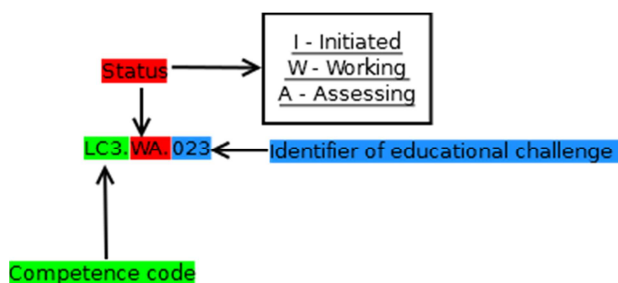 I - Initiated
Status
W - Working
A - Assessing
LC3.WA.023
Identifier of educational challenge
Competence code